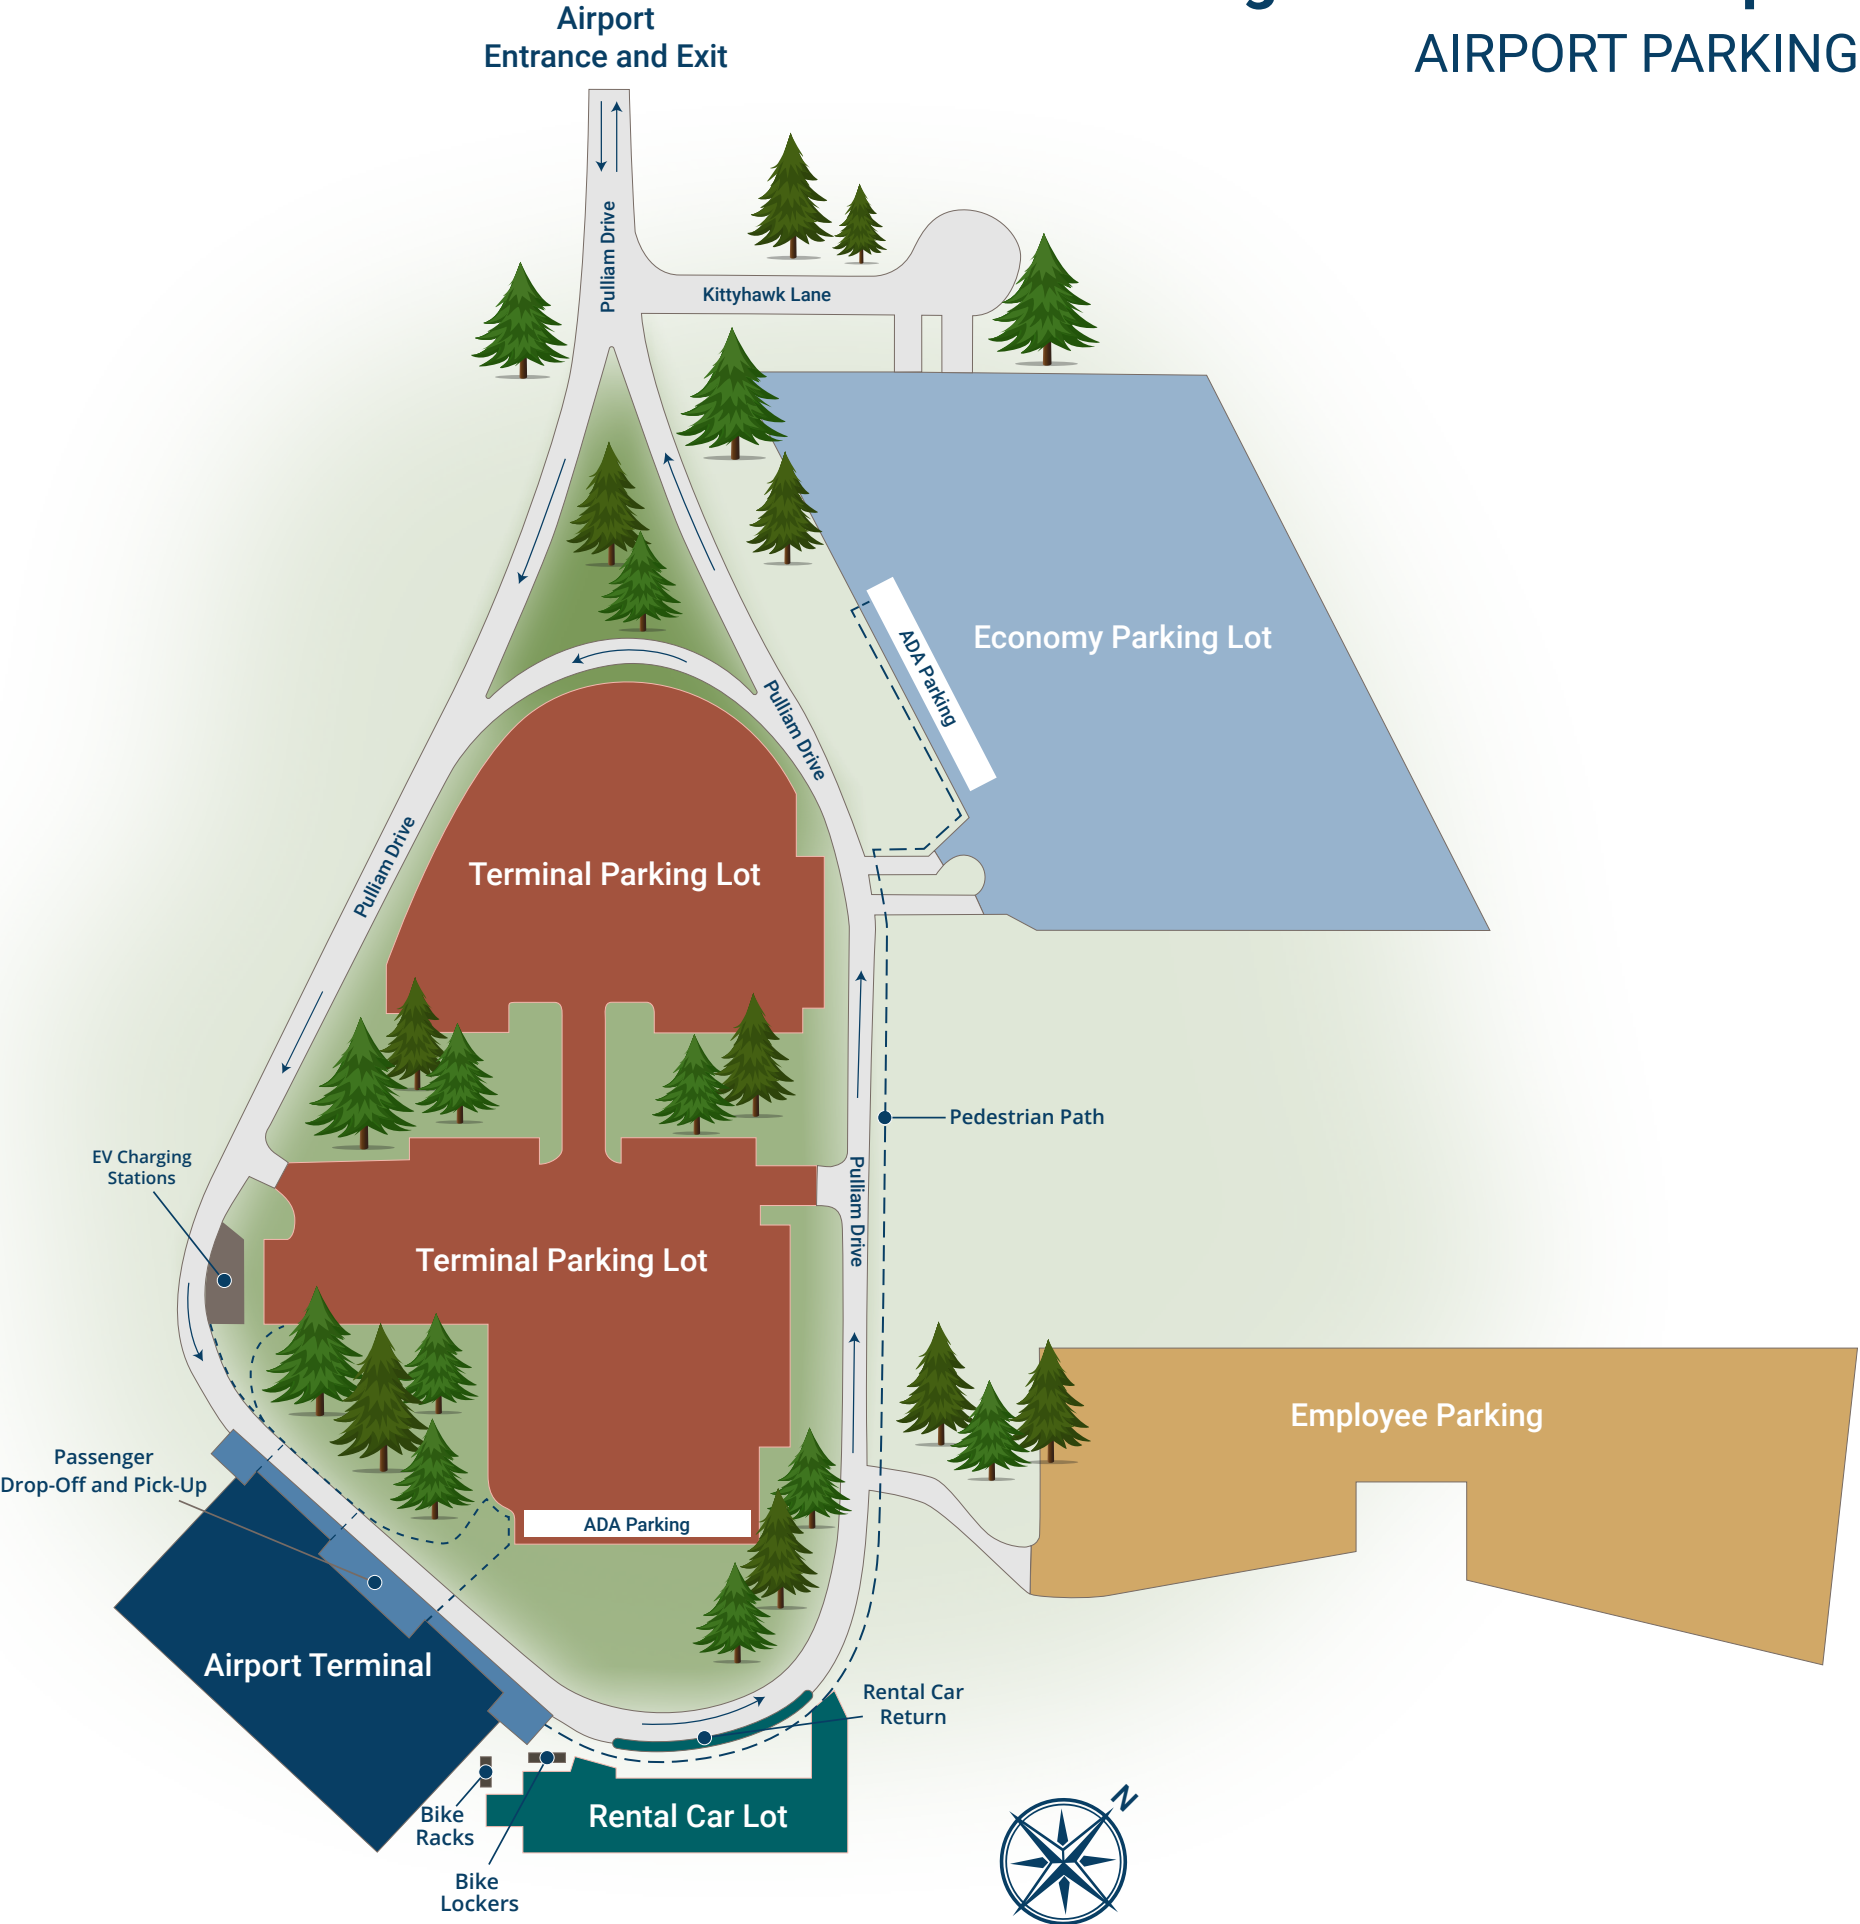 AIRPORT PARKING
Airport
Entrance and Exit
Pulliam Drive
Kittyhawk Lane
Economy Parking Lot
ADA Parking
Pulliam Drive
Pulliam Drive
Terminal Parking Lot
Pedestrian Path
EV Charging
Stations
Pulliam Drive
Terminal Parking Lot
Employee Parking
Passenger
Drop-Off and Pick-Up
ADA Parking
Airport Terminal
Rental Car
Return
Rental Car Lot
Bike
Racks
Bike
Lockers
N